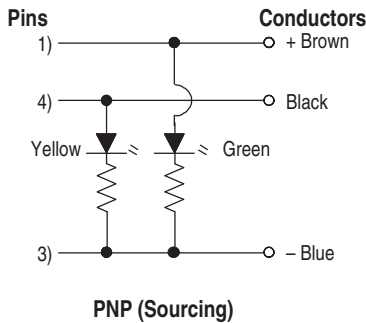 Pins Conductors
1) + Brown
4) Black
Yellow Green
3) – Blue
PNP (Sourcing)